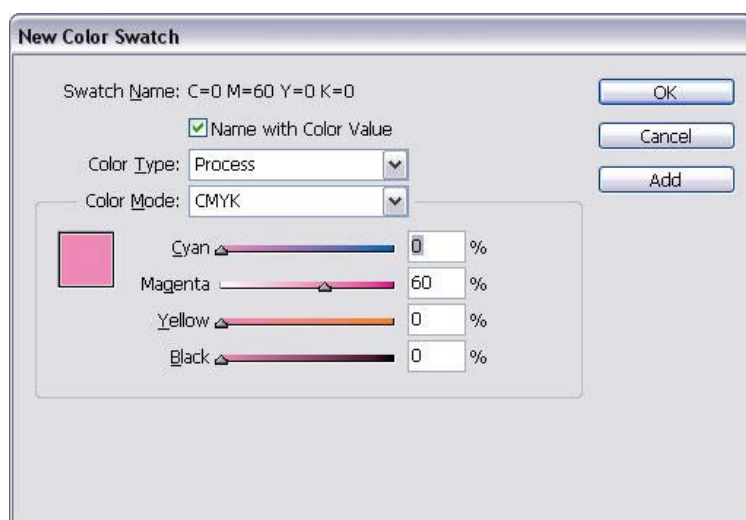 New Color Swatch
Swatch Name: C=0 M=60 Y=0 K=0
OK
Name with Color Value
Cancel
Color Type: Process
Add
Color Mode: CMYK
Cyan 0 %
Magenta 60 %
Yellow 0 %
Black 0 %